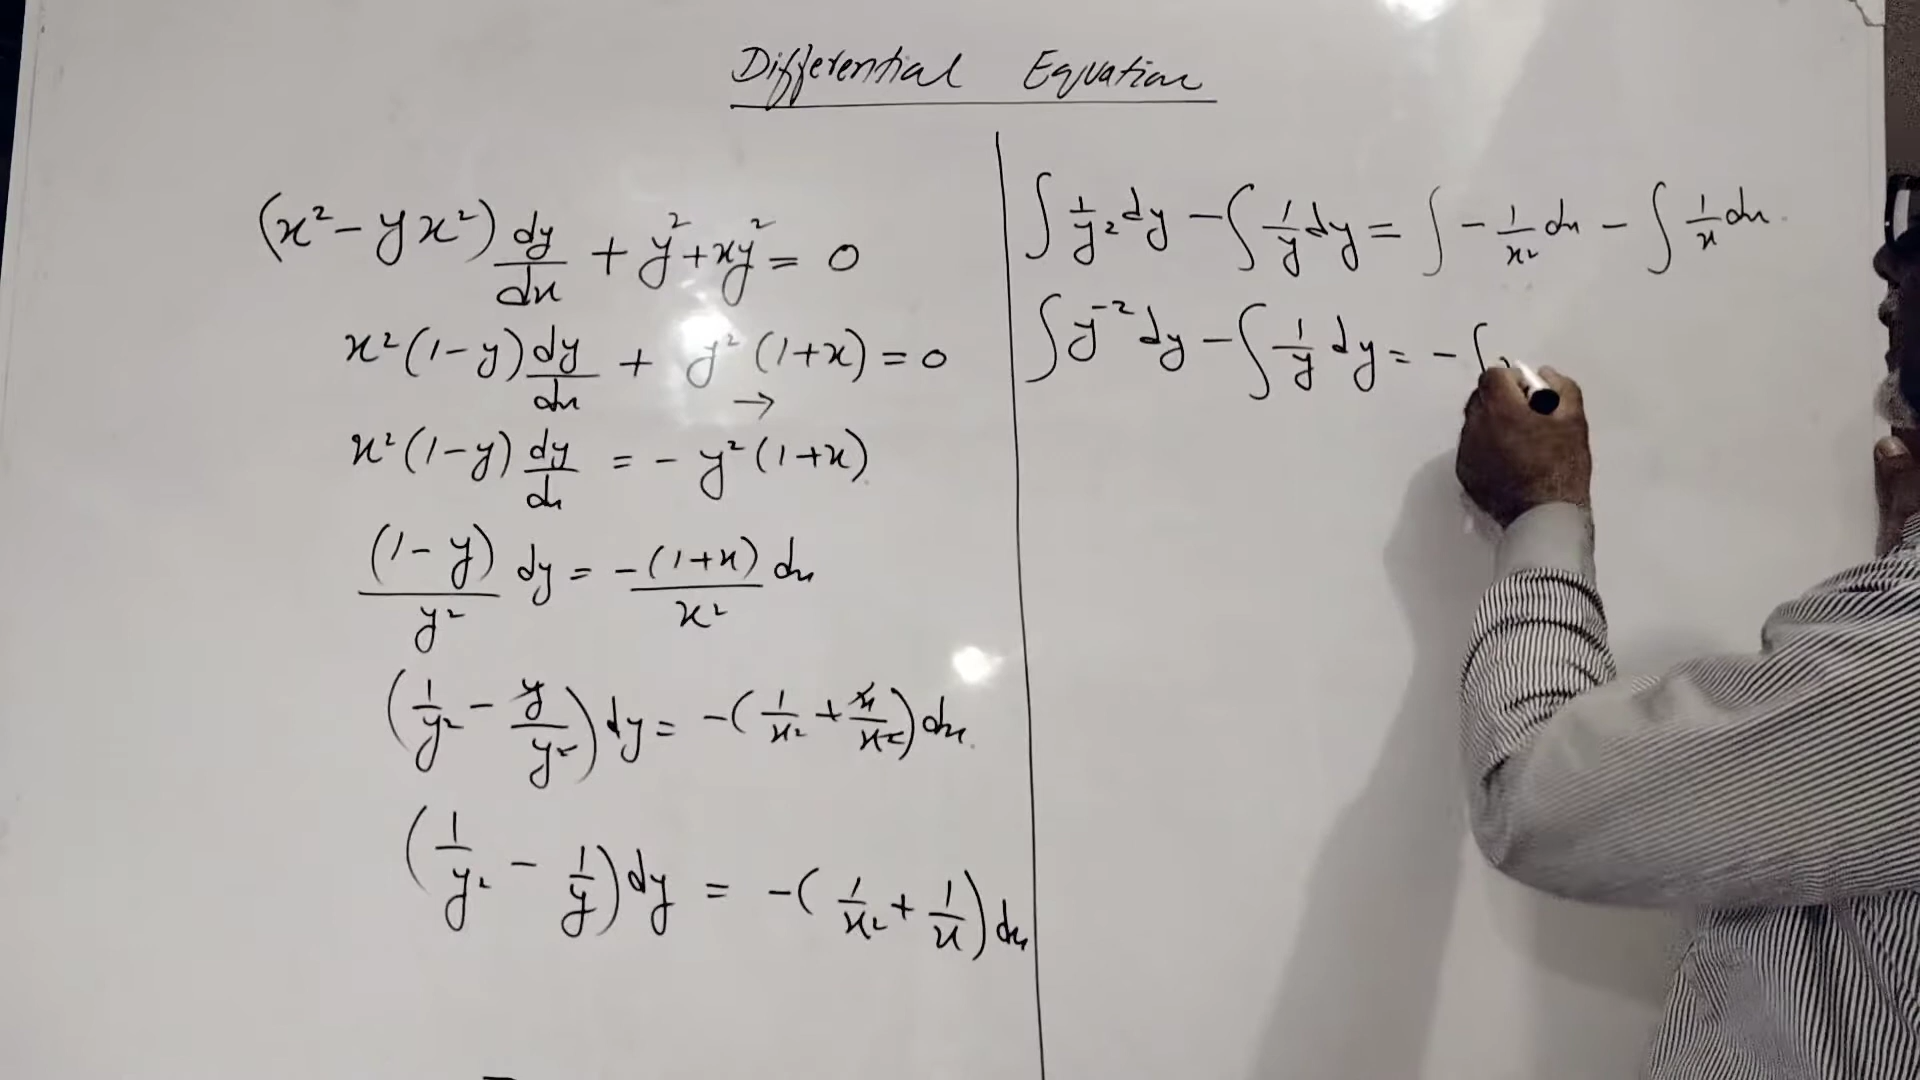 Differential Equation
(x² - yx²) dy/dx + y² + xy² = 0
x² (1-y) dy/dx + y² (1+x) = 0
→
x² (1-y) dy/dx = - y² (1+x)
(1-y)/y² dy = -(1+x)/x² dx
(1/y² - y/y²) dy = -(1/x² + x/x²) dx.
(1/y² - 1/y) dy = -(1/x² + 1/x) dx
∫ 1/y² dy - ∫ 1/y dy = ∫ - 1/x² dx - ∫ 1/x dx.
∫ y⁻² dy - ∫ 1/y dy = - ∫